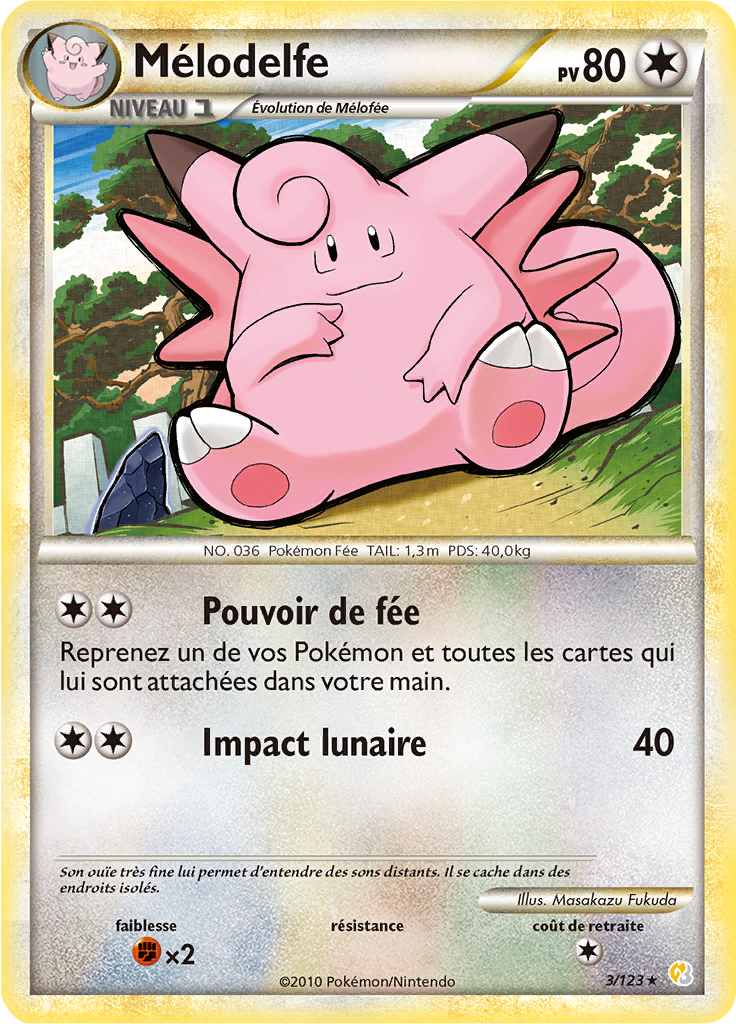 Mélodelfe
PV 80
NIVEAU 1
Évolution de Mélofée
NO. 036 Pokémon Fée TAIL: 1,3m PDS: 40,0kg
Pouvoir de fée
Reprenez un de vos Pokémon et toutes les cartes qui
lui sont attachées dans votre main.
Impact lunaire 40
Son ouïe très fine lui permet d'entendre des sons distants. Il se cache dans des
endroits isolés.
Illus. Masakazu Fukuda
faiblesse résistance coût de retraite
×2
©2010 Pokémon/Nintendo
3/123 ★